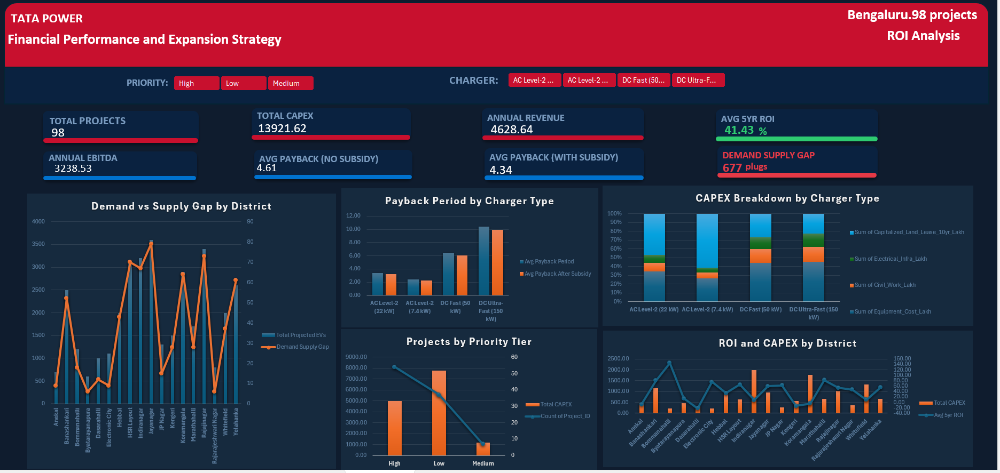 TATA POWER
Financial Performance and Expansion Strategy
Bengaluru.98 projects
ROI Analysis
PRIORITY:
High
Low
Medium
CHARGER:
AC Level-2 ...
AC Level-2 ...
DC Fast (50...
DC Ultra-F...
TOTAL PROJECTS
98
TOTAL CAPEX
13921.62
ANNUAL REVENUE
4628.64
AVG 5YR ROI
41.43 %
ANNUAL EBITDA
3238.53
AVG PAYBACK (NO SUBSIDY)
4.61
AVG PAYBACK (WITH SUBSIDY)
4.34
DEMAND SUPPLY GAP
677 plugs
Demand vs Supply Gap by District
4000
3500
3000
2500
2000
1500
1000
500
0
90
80
70
60
50
40
30
20
10
0
Anekal
Banashankari
Bommanahalli
Byatarayanapura
Dasarahalli
Electronic City
Hebbal
HSR Layout
Indiranagar
Jayanagar
JP Nagar
Kengeri
Koramangala
Marathahalli
Rajajinagar
Rajarajeshwari Nagar
Whitefield
Yelahanka
Total Projected EVs
Demand Supply Gap
Payback Period by Charger Type
12.00
10.00
8.00
6.00
4.00
2.00
0.00
AC Level-2 (22 kW)
AC Level-2 (7.4 kW)
DC Fast (50 kW)
DC Ultra-Fast (150 kW)
Avg Payback Period
Avg Payback After Subsidy
CAPEX Breakdown by Charger Type
100%
90%
80%
70%
60%
50%
40%
30%
20%
10%
0%
AC Level-2 (22 kW)
AC Level-2 (7.4 kW)
DC Fast (50 kW)
DC Ultra-Fast (150 kW)
Sum of Capitalized_Land_Lease_10yr_Lakh
Sum of Electrical_Infra_Lakh
Sum of Civil_Work_Lakh
Sum of Equipment_Cost_Lakh
Projects by Priority Tier
9000.00
8000.00
7000.00
6000.00
5000.00
4000.00
3000.00
2000.00
1000.00
0.00
60
50
40
30
20
10
0
High
Low
Medium
Total CAPEX
Count of Project_ID
ROI and CAPEX by District
2500.00
2000.00
1500.00
1000.00
500.00
0.00
160.00
140.00
120.00
100.00
80.00
60.00
40.00
20.00
0.00
-20.00
-40.00
Anekal
Banashankari
Bommanahalli
Byatarayanapura
Dasarahalli
Electronic City
Hebbal
HSR Layout
Indiranagar
Jayanagar
JP Nagar
Kengeri
Koramangala
Marathahalli
Rajajinagar
Rajarajeshwari Nagar
Whitefield
Yelahanka
Total CAPEX
Avg 5yr ROI